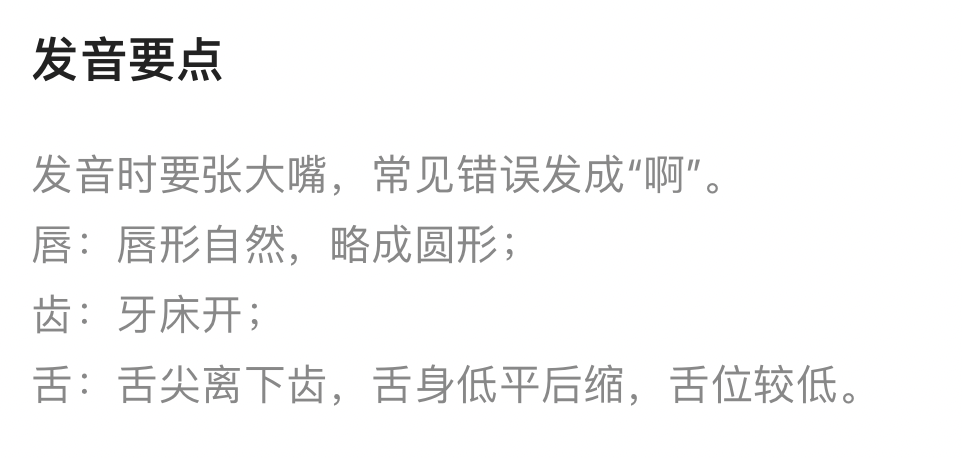 发音要点
发音时要张大嘴，常见错误发成“啊”。
唇：唇形自然，略成圆形；
齿：牙床开；
舌：舌尖离下齿，舌身低平后缩，舌位较低。